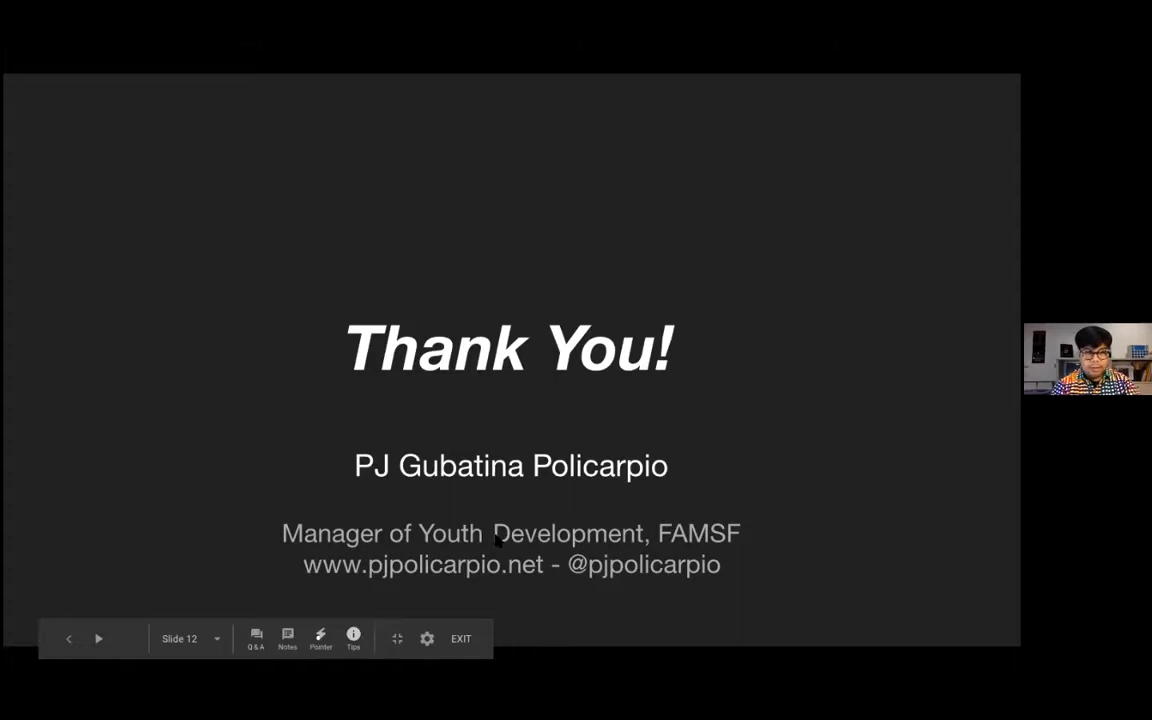 Thank You!
PJ Gubatina Policarpio
Manager of Youth Development, FAMSF
www.pjpolicarpio.net - @pjpolicarpio
Slide 12
Q & A
Notes
Pointer
Tips
EXIT